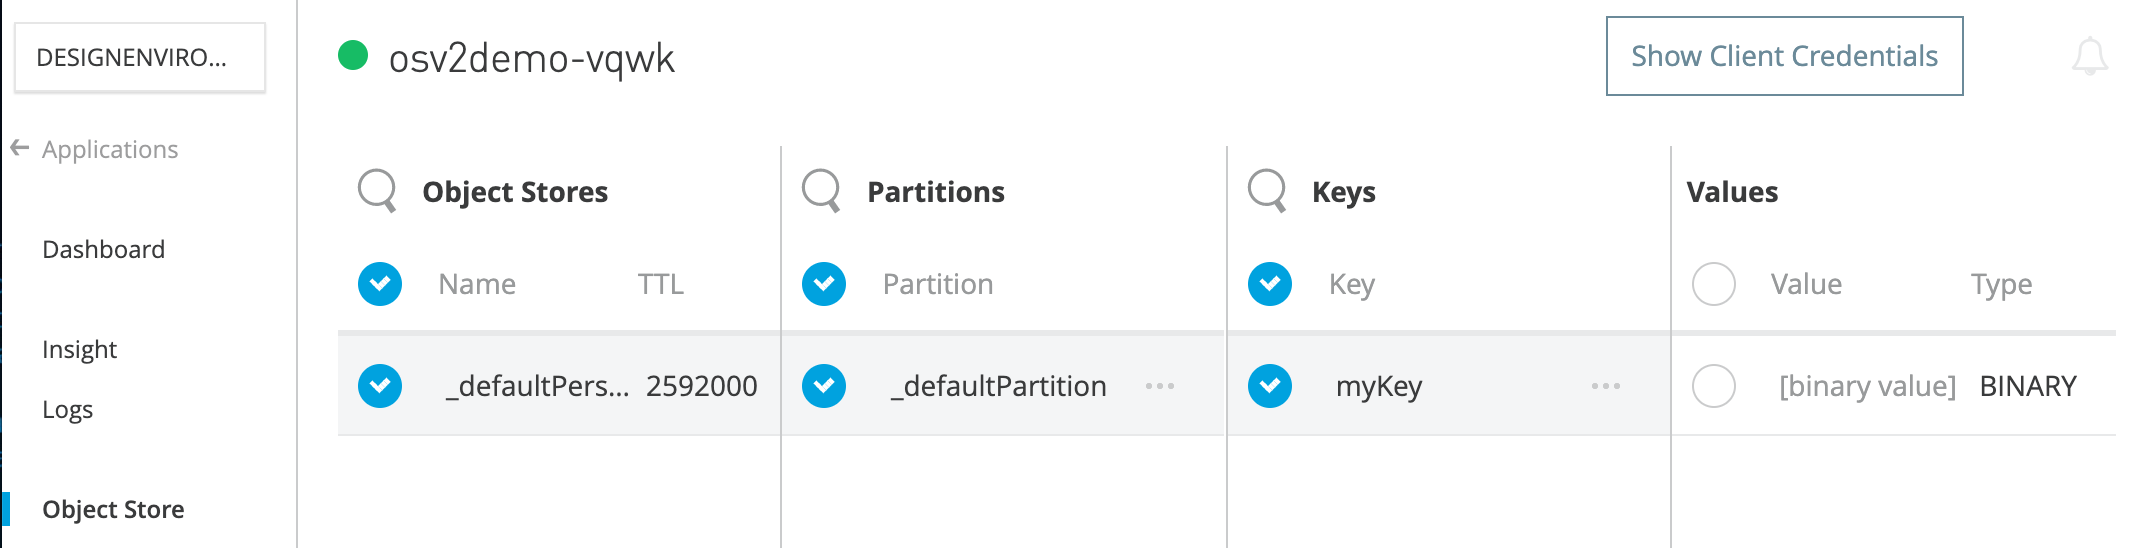 DESIGNENVIRO...
Applications
Dashboard
Insight
Logs
Object Store
osv2demo-vqwk
Show Client Credentials
Object Stores
Partitions
Keys
Values
Name TTL
Partition
Key
Value Type
_defaultPers... 2592000
_defaultPartition
myKey
[binary value] BINARY